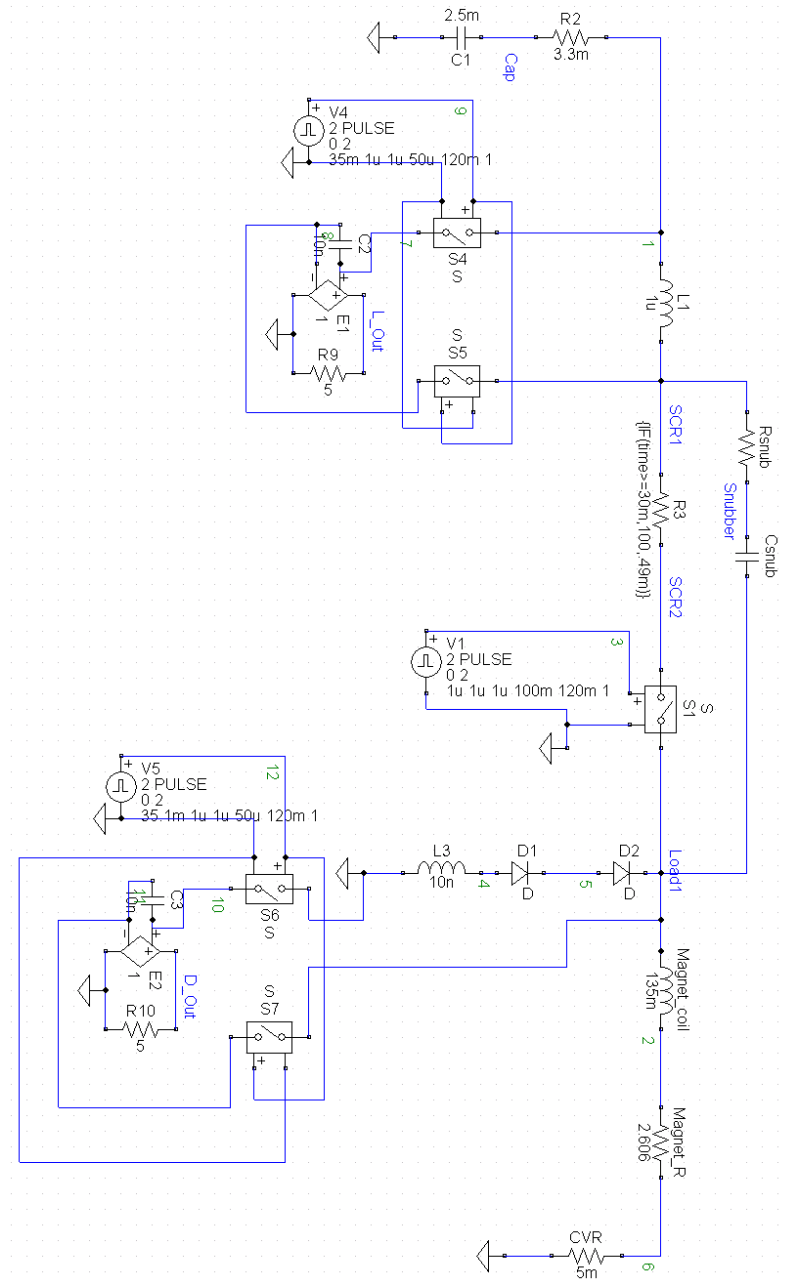 2.5m
C1
Cap
R2
3.3m
V4
2 PULSE
0 2
35m 1u 1u 50u 120m 1
9
+
8
10n
C2
7
+
S4
S
1
L1
1u
+
+
1
E1
L_Out
R9
5
S
S5
+
SCR1
R3
{IF(time>=30m,100,.49m)}
SCR2
Rsnub
Snubber
Csnub
V1
2 PULSE
0 2
1u 1u 1u 100m 120m 1
3
+
+
S
S1
V5
2 PULSE
0 2
35.1m 1u 1u 50u 120m 1
12
+
L3
10n
4
D1
D
5
D2
D
Load1
11
10n
C3
10
+
S6
S
+
+
1
E2
D_Out
R10
5
S
S7
+
Magnet_coil
135m
2
Magnet_R
2.606
CVR
5m
6